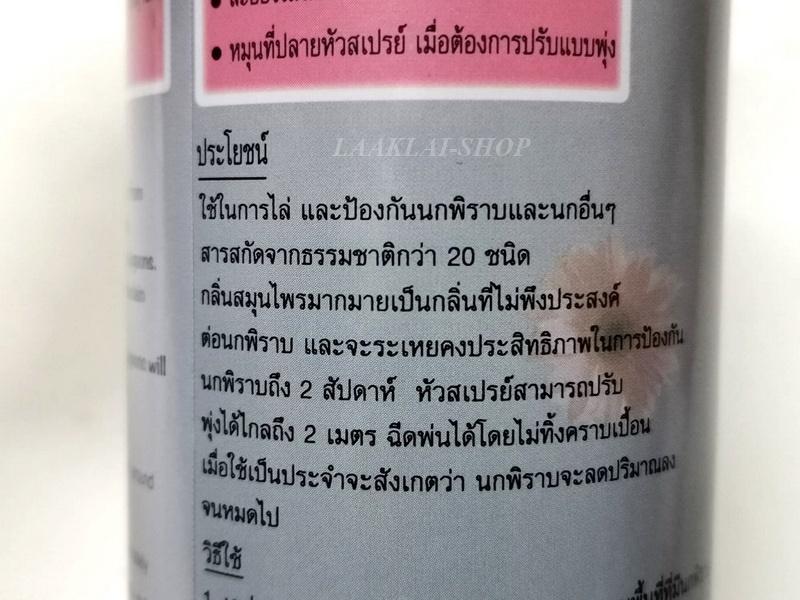 • หมุนที่ปลายหัวสเปรย์ เมื่อต้องการปรับแบบพุ่ง
ประโยชน์
LAAKLAI-SHOP
ใช้ในการไล่ และป้องกันนกพิราบและนกอื่นๆ
สารสกัดจากธรรมชาติกว่า 20 ชนิด
กลิ่นสมุนไพรมากมายเป็นกลิ่นที่ไม่พึงประสงค์
ต่อนกพิราบ และจะระเหยคงประสิทธิภาพในการป้องกัน
นกพิราบถึง 2 สัปดาห์ หัวสเปรย์สามารถปรับ
พุ่งได้ไกลถึง 2 เมตร ฉีดพ่นได้โดยไม่ทิ้งคราบเปื้อน
เมื่อใช้เป็นประจำจะสังเกตว่า นกพิราบจะลดปริมาณลง
จนหมดไป
วิธีใช้
will